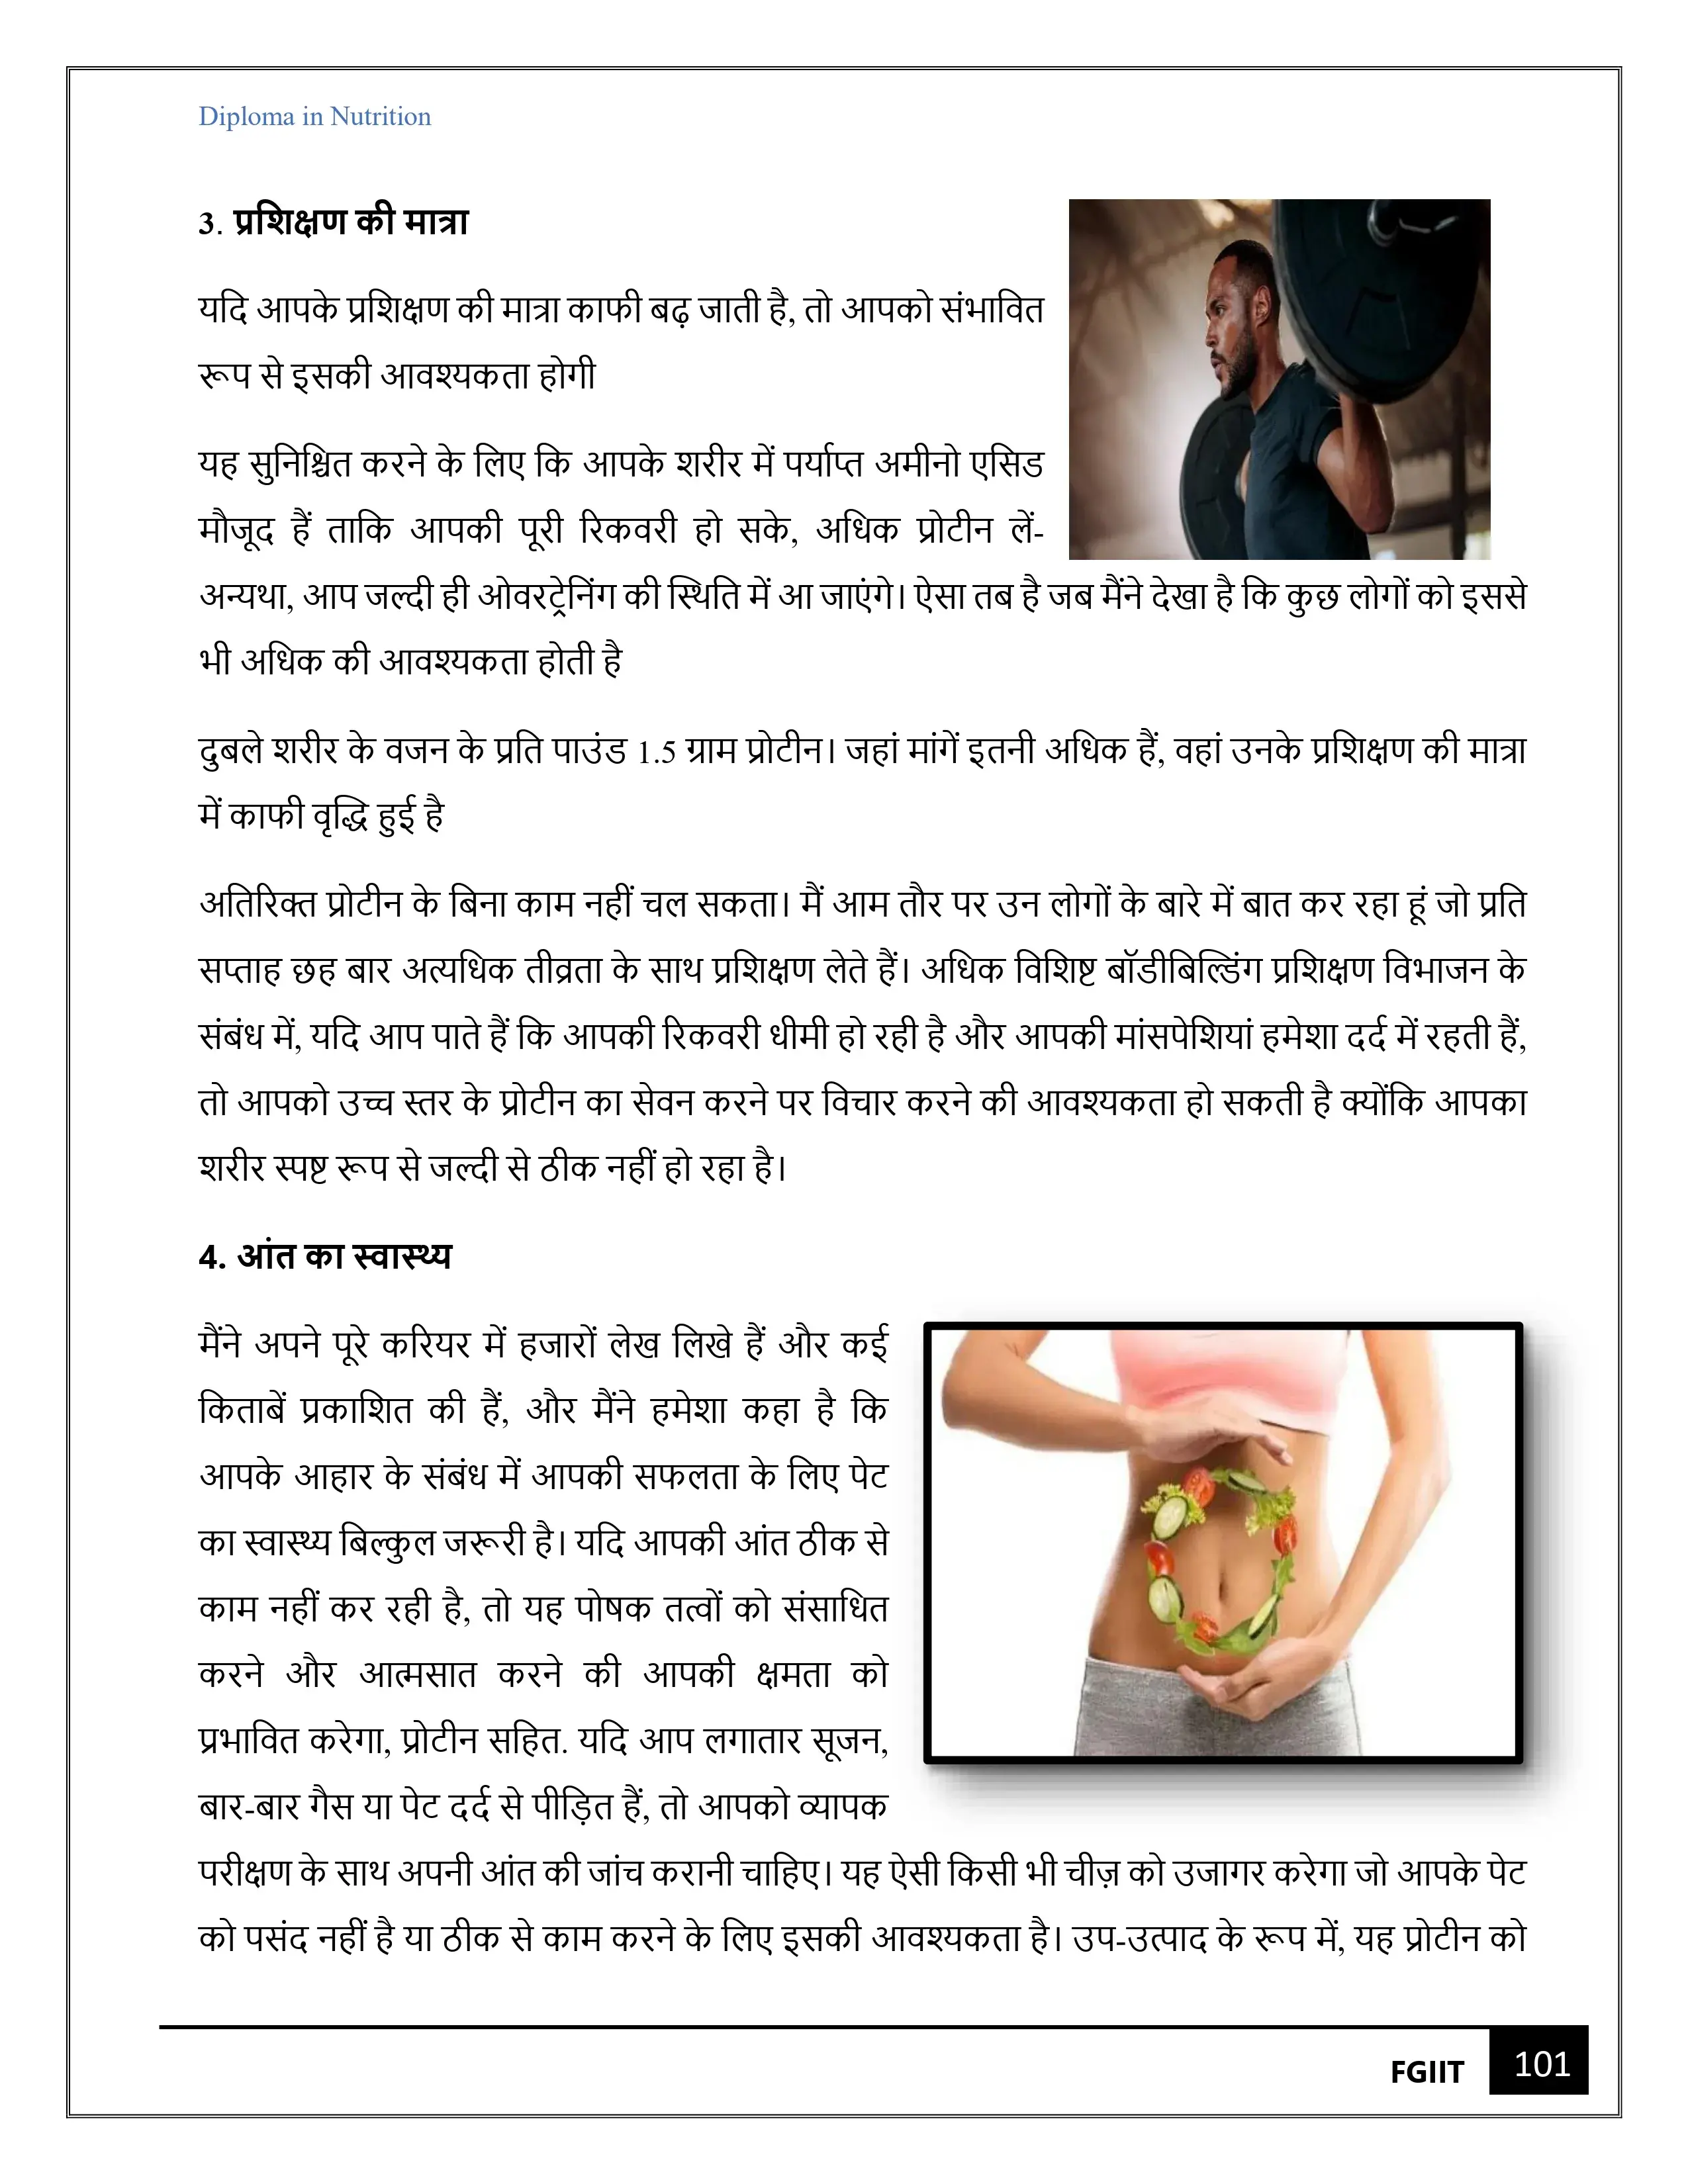 Diploma in Nutrition
3. प्रशिक्षण की मात्रा
यदि आपके प्रशिक्षण की मात्रा काफी बढ़ जाती है, तो आपको संभावित
रूप से इसकी आवश्यकता होगी
यह सुनिश्चित करने के लिए कि आपके शरीर में पर्याप्त अमीनो एसिड
मौजूद हैं ताकि आपकी पूरी रिकवरी हो सके, अधिक प्रोटीन लें-
अन्यथा, आप जल्दी ही ओवरट्रेनिंग की स्थिति में आ जाएंगे। ऐसा तब है जब मैंने देखा है कि कुछ लोगों को इससे
भी अधिक की आवश्यकता होती है
दुबले शरीर के वजन के प्रति पाउंड 1.5 ग्राम प्रोटीन। जहां मांगें इतनी अधिक हैं, वहां उनके प्रशिक्षण की मात्रा
में काफी वृद्धि हुई है
अतिरिक्त प्रोटीन के बिना काम नहीं चल सकता। मैं आम तौर पर उन लोगों के बारे में बात कर रहा हूं जो प्रति
सप्ताह छह बार अत्यधिक तीव्रता के साथ प्रशिक्षण लेते हैं। अधिक विशिष्ट बॉडीबिल्डिंग प्रशिक्षण विभाजन के
संबंध में, यदि आप पाते हैं कि आपकी रिकवरी धीमी हो रही है और आपकी मांसपेशियां हमेशा दर्द में रहती हैं,
तो आपको उच्च स्तर के प्रोटीन का सेवन करने पर विचार करने की आवश्यकता हो सकती है क्योंकि आपका
शरीर स्पष्ट रूप से जल्दी से ठीक नहीं हो रहा है।
4. आंत का स्वास्थ्य
मैंने अपने पूरे करियर में हजारों लेख लिखे हैं और कई
किताबें प्रकाशित की हैं, और मैंने हमेशा कहा है कि
आपके आहार के संबंध में आपकी सफलता के लिए पेट
का स्वास्थ्य बिल्कुल जरूरी है। यदि आपकी आंत ठीक से
काम नहीं कर रही है, तो यह पोषक तत्वों को संसाधित
करने और आत्मसात करने की आपकी क्षमता को
प्रभावित करेगा, प्रोटीन सहित. यदि आप लगातार सूजन,
बार-बार गैस या पेट दर्द से पीड़ित हैं, तो आपको व्यापक
परीक्षण के साथ अपनी आंत की जांच करानी चाहिए। यह ऐसी किसी भी चीज़ को उजागर करेगा जो आपके पेट
को पसंद नहीं है या ठीक से काम करने के लिए इसकी आवश्यकता है। उप-उत्पाद के रूप में, यह प्रोटीन को
FGIIT 101